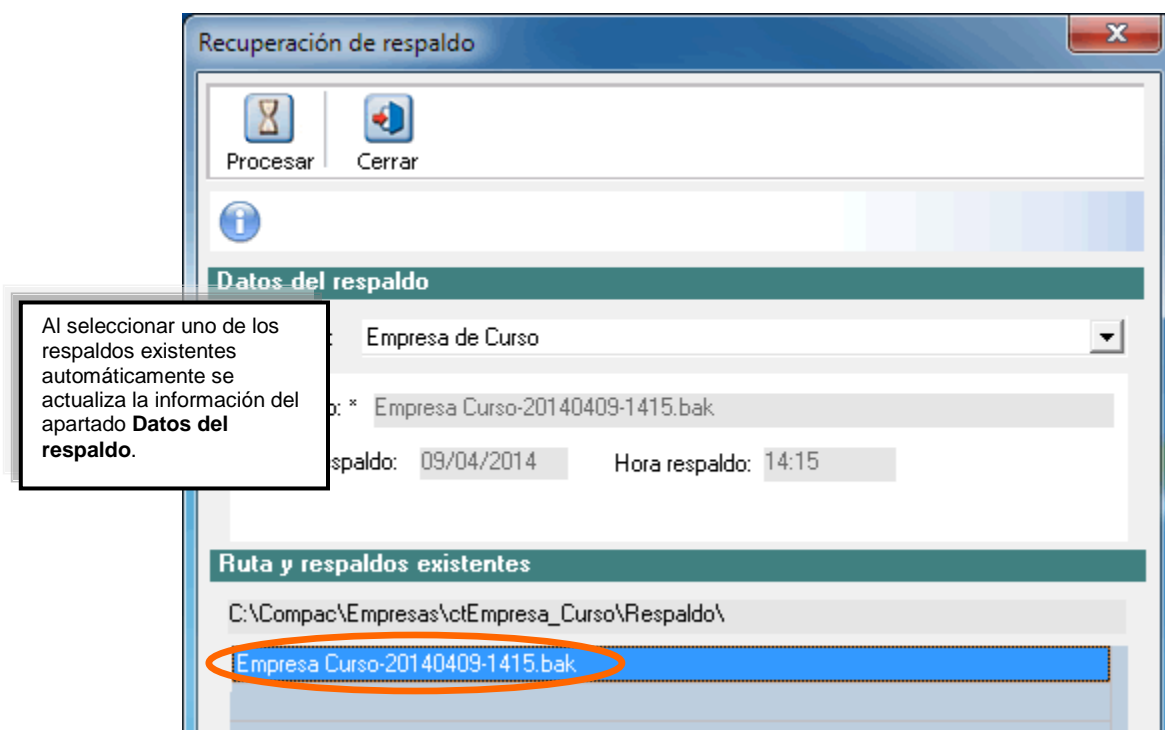 Recuperación de respaldo
Procesar
Cerrar
Datos del respaldo
Al seleccionar uno de los
respaldos existentes
automáticamente se
actualiza la información del
apartado Datos del
respaldo.
: Empresa de Curso
o: * Empresa Curso-20140409-1415.bak
spaldo: 09/04/2014 Hora respaldo: 14:15
Ruta y respaldos existentes
C:\Compac\Empresas\ctEmpresa_Curso\Respaldo\
Empresa Curso-20140409-1415.bak